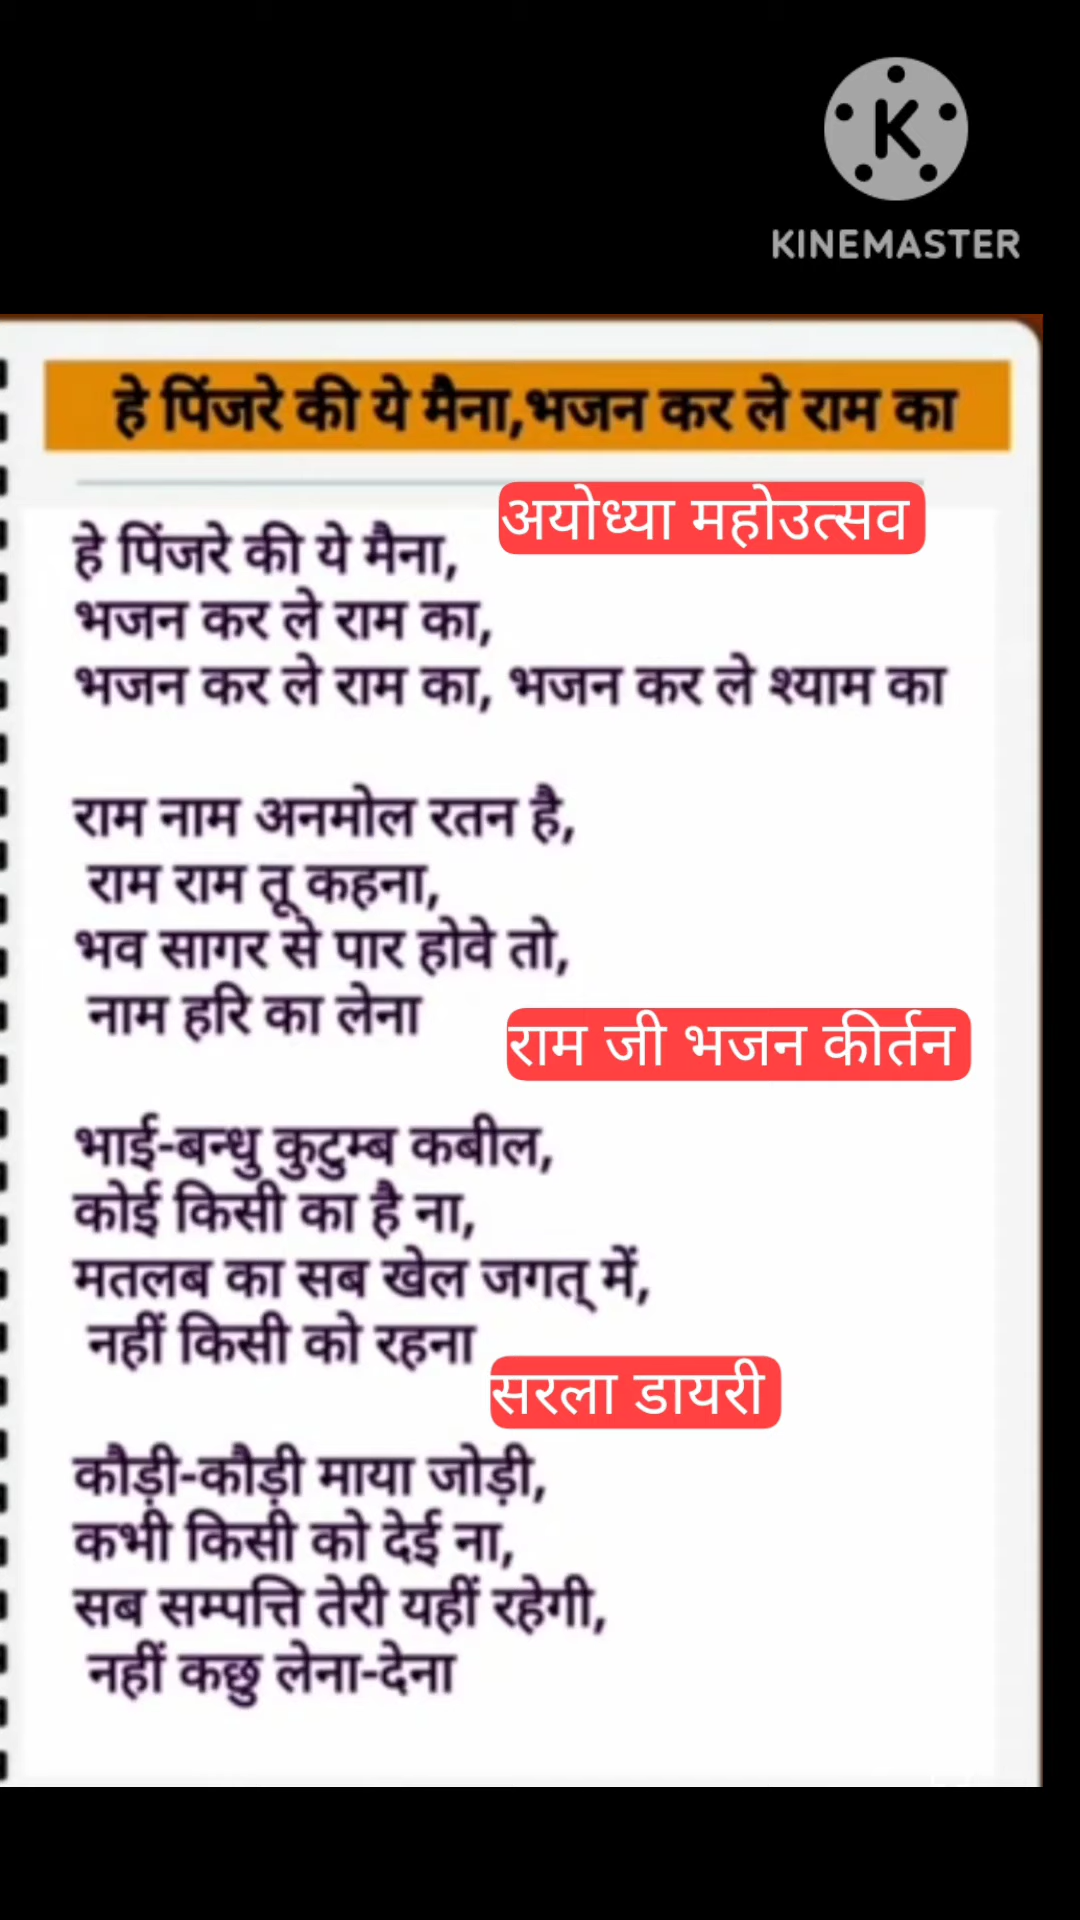 K
KINEMASTER
हे पिंजरे की ये मैना,भजन कर ले राम का
अयोध्या महोउत्सव
हे पिंजरे की ये मैना,
भजन कर ले राम का,
भजन कर ले राम का, भजन कर ले श्याम का
राम नाम अनमोल रतन है,
राम राम तू कहना,
भव सागर से पार होवे तो,
नाम हरि का लेना
राम जी भजन कीर्तन
भाई-बन्धु कुटुम्ब कबील,
कोई किसी का है ना,
मतलब का सब खेल जगत् में,
नहीं किसी को रहना
सरला डायरी
कौड़ी-कौड़ी माया जोड़ी,
कभी किसी को देई ना,
सब सम्पत्ति तेरी यहीं रहेगी,
नहीं कछु लेना-देना